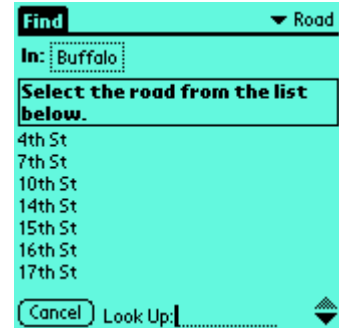 Find
Road
In: Buffalo
Select the road from the list
below.
4th St
7th St
10th St
14th St
15th St
16th St
17th St
Cancel Look Up: